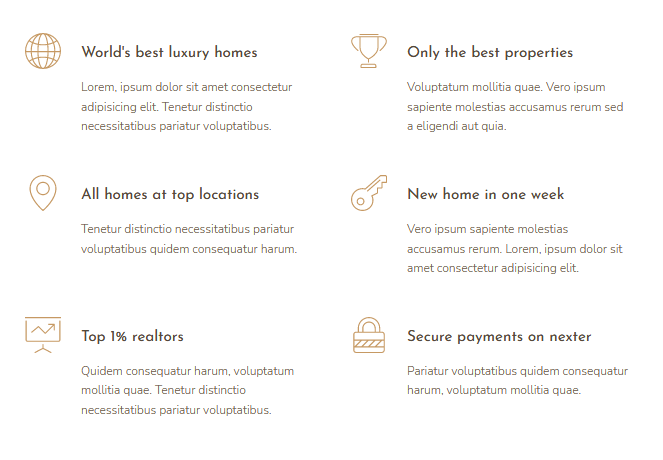 World's best luxury homes
Lorem, ipsum dolor sit amet consectetur
adipisicing elit. Tenetur distinctio
necessitatibus pariatur voluptatibus.
Only the best properties
Voluptatum mollitia quae. Vero ipsum
sapiente molestias accusamus rerum sed
a eligendi aut quia.
All homes at top locations
Tenetur distinctio necessitatibus pariatur
voluptatibus quidem consequatur harum.
New home in one week
Vero ipsum sapiente molestias
accusamus rerum. Lorem, ipsum dolor sit
amet consectetur adipisicing elit.
Top 1% realtors
Quidem consequatur harum, voluptatum
mollitia quae. Tenetur distinctio
necessitatibus pariatur voluptatibus.
Secure payments on nexter
Pariatur voluptatibus quidem consequatur
harum, voluptatum mollitia quae.